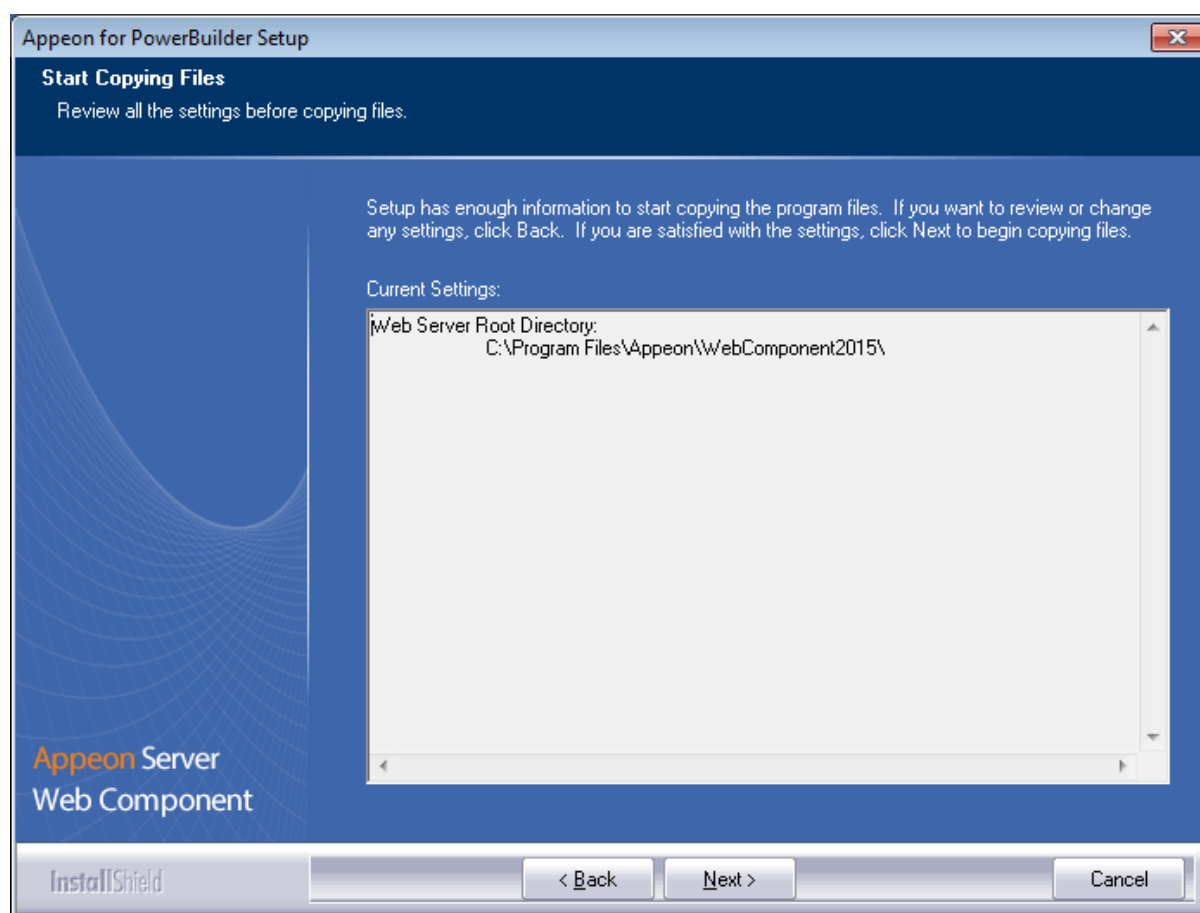 Appeon for PowerBuilder Setup
Start Copying Files
Review all the settings before copying files.
Setup has enough information to start copying the program files. If you want to review or change
any settings, click Back. If you are satisfied with the settings, click Next to begin copying files.
Current Settings:
Web Server Root Directory:
C:\Program Files\Appeon\WebComponent2015\
Appeon Server
Web Component
InstallShield
< Back
Next >
Cancel